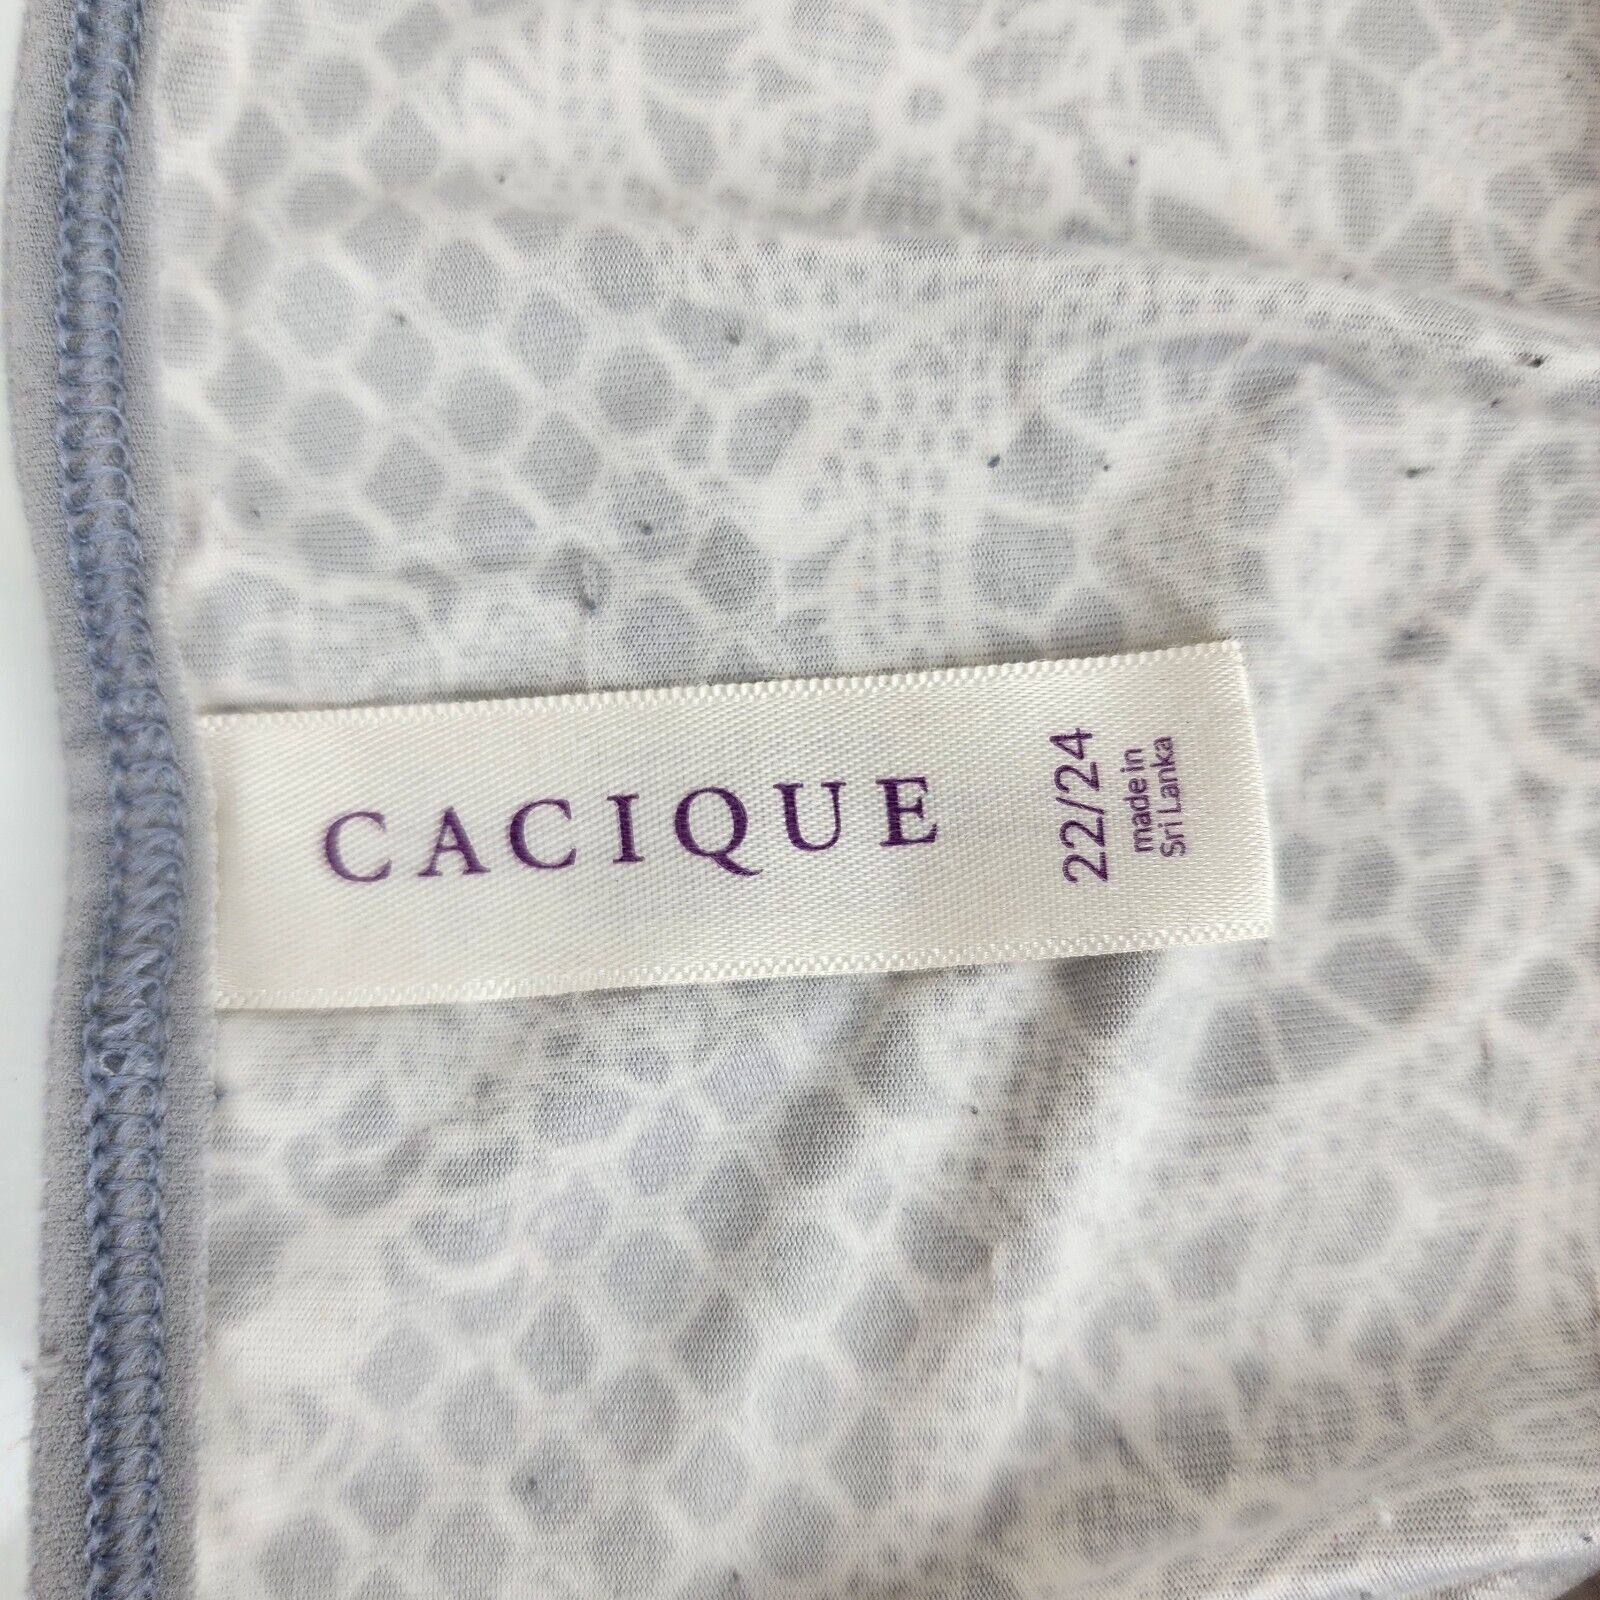 CACIQUE
22/24
made in
Sri Lanka